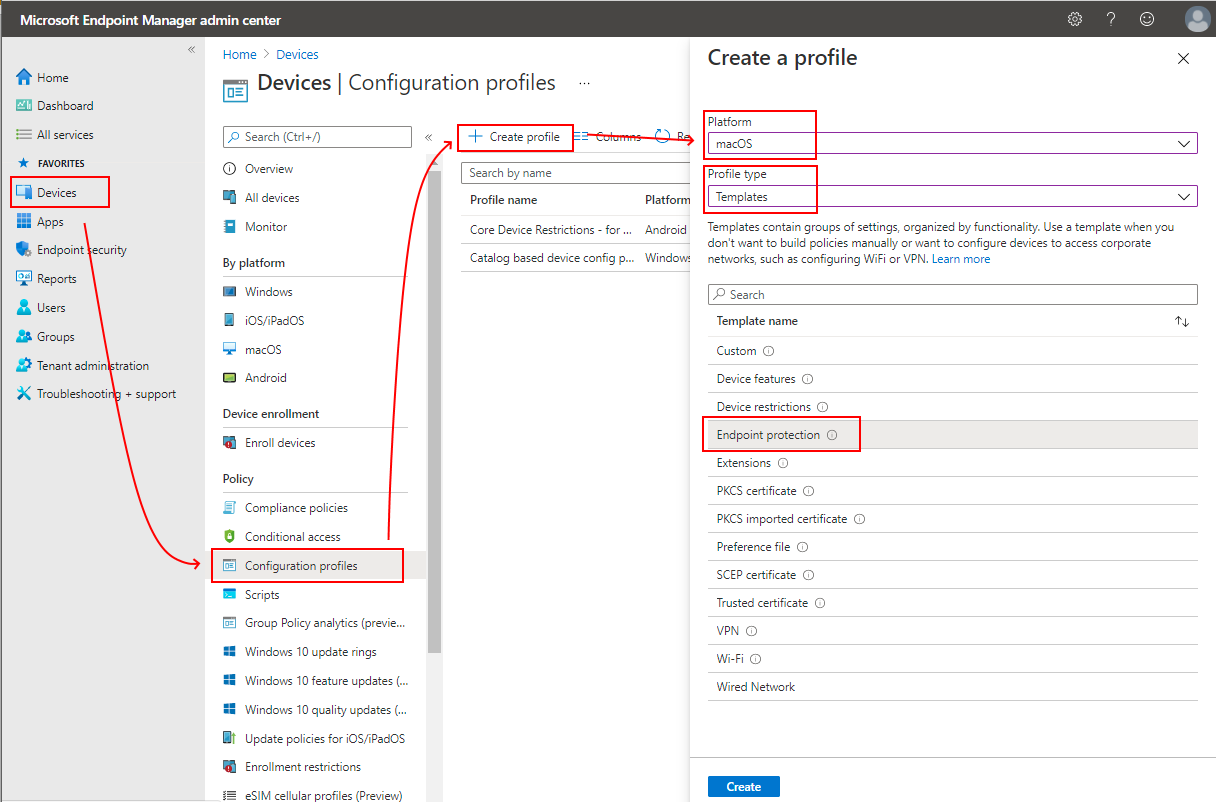 Microsoft Endpoint Manager admin center
Home
Dashboard
All services
FAVORITES
Devices
Apps
Endpoint security
Reports
Users
Groups
Tenant administration
Troubleshooting + support
Home > Devices
Devices | Configuration profiles ...
Search (Ctrl+/)
Overview
All devices
Monitor
By platform
Windows
iOS/iPadOS
macOS
Android
Device enrollment
Enroll devices
Policy
Compliance policies
Conditional access
Configuration profiles
Scripts
Group Policy analytics (previe...
Windows 10 update rings
Windows 10 feature updates (...
Windows 10 quality updates (...
Update policies for iOS/iPadOS
Enrollment restrictions
eSIM cellular profiles (Preview)
Create profile Columns Re
Search by name
Profile name Platform
Core Device Restrictions - for ... Android
Catalog based device config p... Windows
Create a profile
Platform
macOS
Profile type
Templates
Templates contain groups of settings, organized by functionality. Use a template when you
don't want to build policies manually or want to configure devices to access corporate
networks, such as configuring WiFi or VPN. Learn more
Search
Template name
Custom
Device features
Device restrictions
Endpoint protection
Extensions
PKCS certificate
PKCS imported certificate
Preference file
SCEP certificate
Trusted certificate
VPN
Wi-Fi
Wired Network
Create